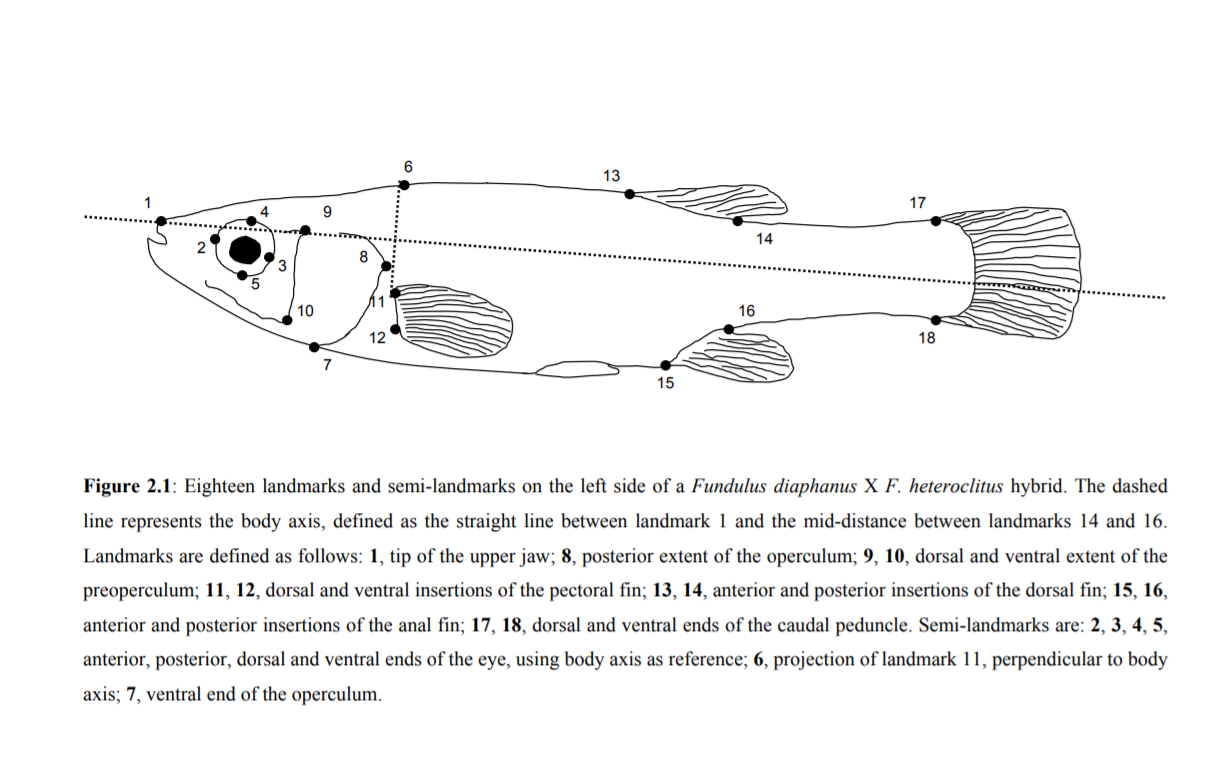 6
13
1
4
9
17
2
14
8
3
5
11
10
16
12
18
7
15
Figure 2.1: Eighteen landmarks and semi-landmarks on the left side of a Fundulus diaphanus X F. heteroclitus hybrid. The dashed
line represents the body axis, defined as the straight line between landmark 1 and the mid-distance between landmarks 14 and 16.
Landmarks are defined as follows: 1, tip of the upper jaw; 8, posterior extent of the operculum; 9, 10, dorsal and ventral extent of the
preoperculum; 11, 12, dorsal and ventral insertions of the pectoral fin; 13, 14, anterior and posterior insertions of the dorsal fin; 15, 16,
anterior and posterior insertions of the anal fin; 17, 18, dorsal and ventral ends of the caudal peduncle. Semi-landmarks are: 2, 3, 4, 5,
anterior, posterior, dorsal and ventral ends of the eye, using body axis as reference; 6, projection of landmark 11, perpendicular to body
axis; 7, ventral end of the operculum.